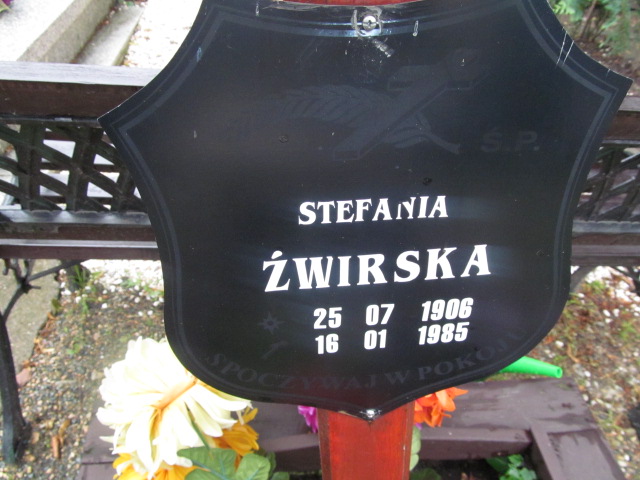 Ś.P.
STEFANIA
ŹWIRSKA
25 07 1906
16 01 1985
SPOCZYWAJ W POKOJU